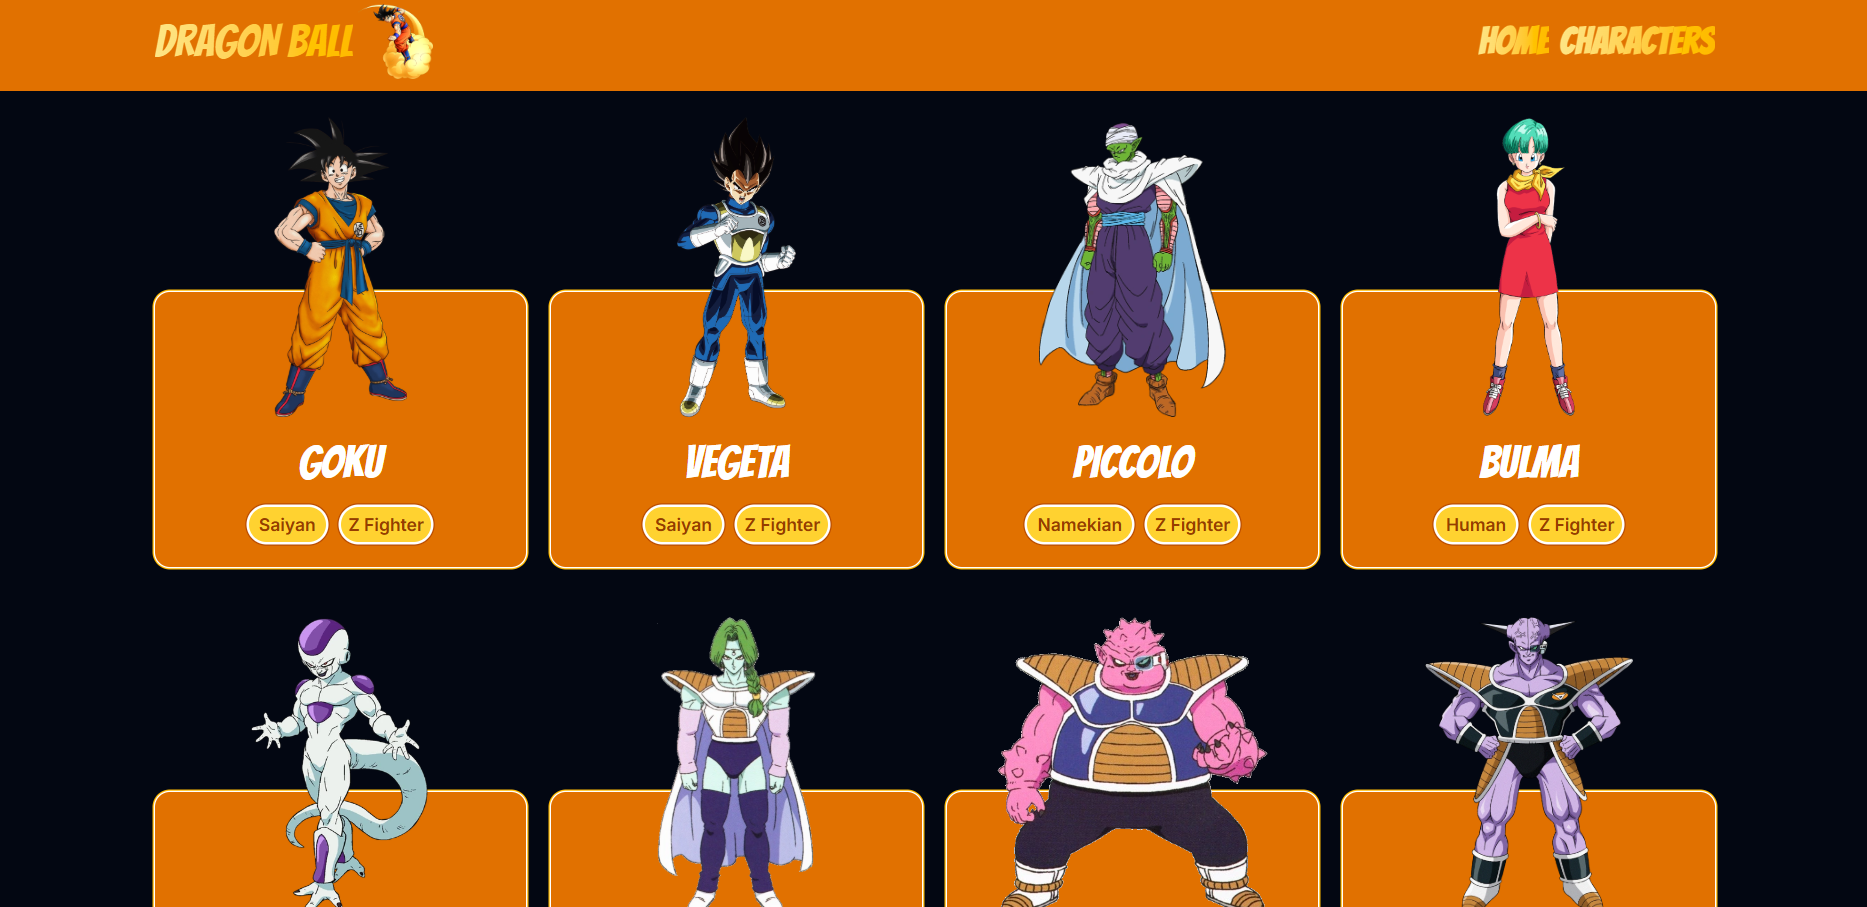 DRAGON BALL
HOME CHARACTERS
GOKU
Saiyan Z Fighter
VEGETA
Saiyan Z Fighter
PICCOLO
Namekian Z Fighter
BULMA
Human Z Fighter